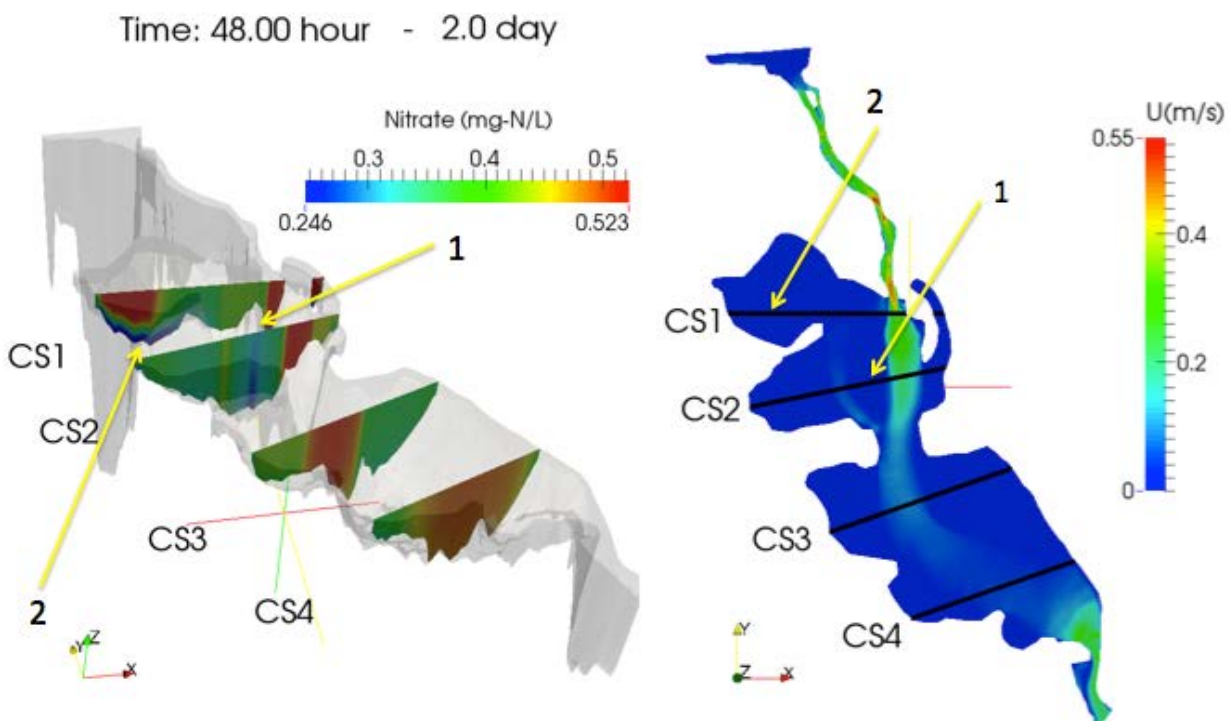 Time: 48.00 hour - 2.0 day
Nitrate (mg-N/L)
0.3 0.4 0.5
0.246 0.523
1
CS1
CS2
CS3
CS4
2
Y Z X
2
1
U(m/s)
0.55
0.4
0.2
0
CS1
CS2
CS3
CS4
Y
Z X